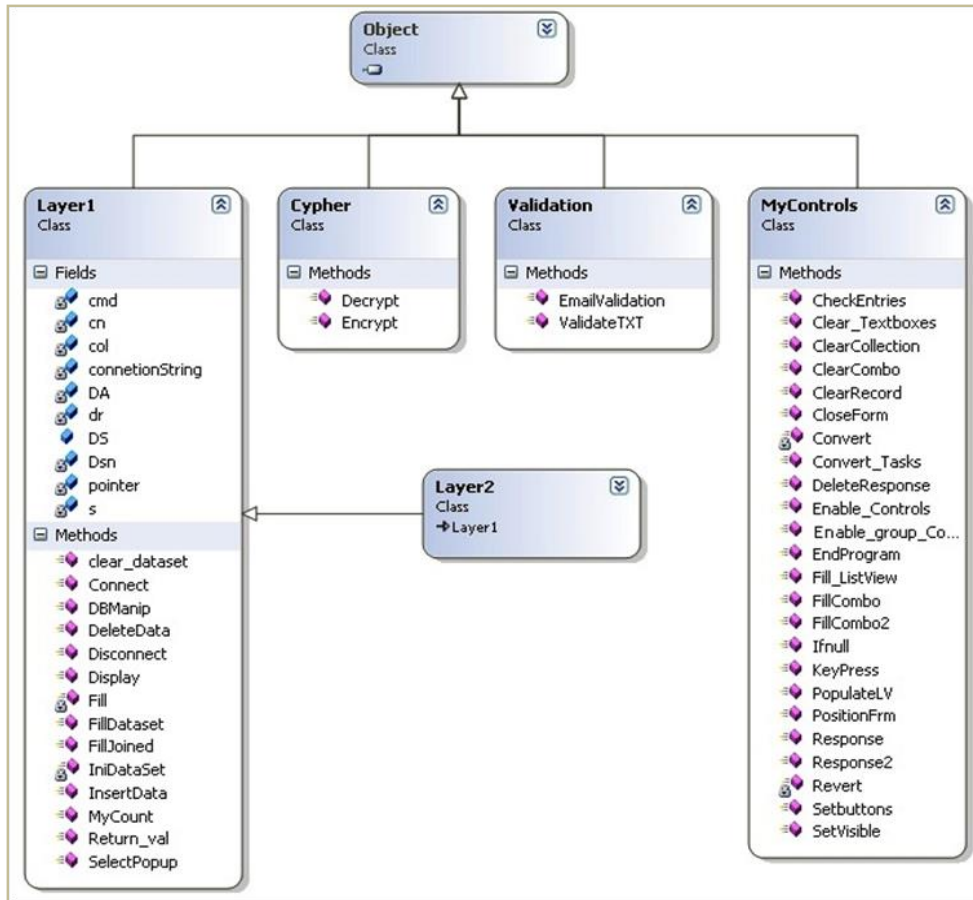 Object
Class
Layer1
Class
Fields
cmd
cn
col
connetionString
DA
dr
DS
Dsn
pointer
s
Methods
clear_dataset
Connect
DBManip
DeleteData
Disconnect
Display
Fill
FillDataset
FillJoined
IniDataSet
InsertData
MyCount
Return_val
SelectPopup
Cypher
Class
Methods
Decrypt
Encrypt
Validation
Class
Methods
EmailValidation
ValidateTXT
Layer2
Class
Layer1
MyControls
Class
Methods
CheckEntries
Clear_Textboxes
ClearCollection
ClearCombo
ClearRecord
CloseForm
Convert
Convert_Tasks
DeleteResponse
Enable_Controls
Enable_group_Co...
EndProgram
Fill_ListView
FillCombo
FillCombo2
Ifnull
KeyPress
PopulateLV
PositionFrm
Response
Response2
Revert
Setbuttons
SetVisible